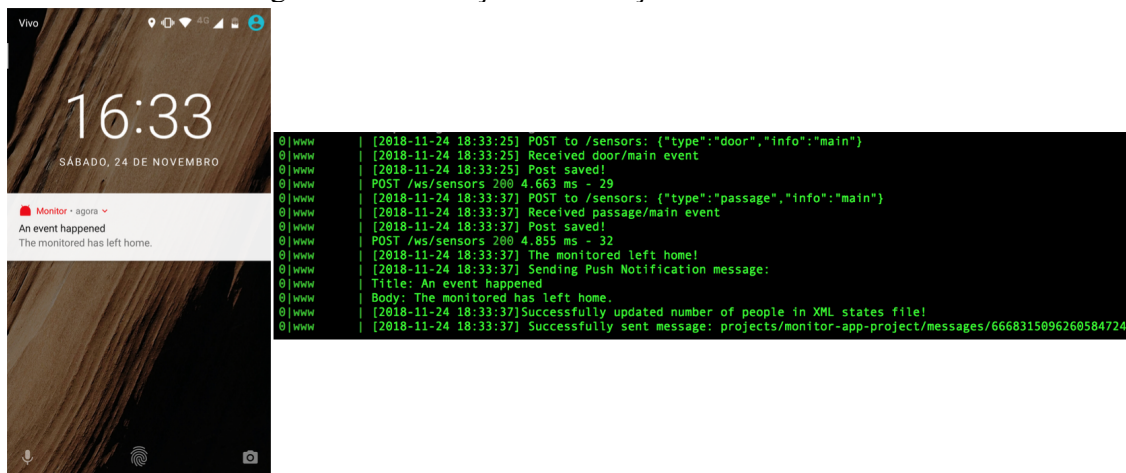 Vivo
4G
16:33
SÁBADO, 24 DE NOVEMBRO
Monitor · agora
An event happened
The monitored has left home.
0|www | [2018-11-24 18:33:25] POST to /sensors: {"type":"door","info":"main"}
0|www | [2018-11-24 18:33:25] Received door/main event
0|www | [2018-11-24 18:33:25] Post saved!
0|www | POST /ws/sensors 200 4.663 ms - 29
0|www | [2018-11-24 18:33:37] POST to /sensors: {"type":"passage","info":"main"}
0|www | [2018-11-24 18:33:37] Received passage/main event
0|www | [2018-11-24 18:33:37] Post saved!
0|www | POST /ws/sensors 200 4.855 ms - 32
0|www | [2018-11-24 18:33:37] The monitored left home!
0|www | [2018-11-24 18:33:37] Sending Push Notification message:
0|www | Title: An event happened
0|www | Body: The monitored has left home.
0|www | [2018-11-24 18:33:37]Successfully updated number of people in XML states file!
0|www | [2018-11-24 18:33:37] Successfully sent message: projects/monitor-app-project/messages/6668315096260584724